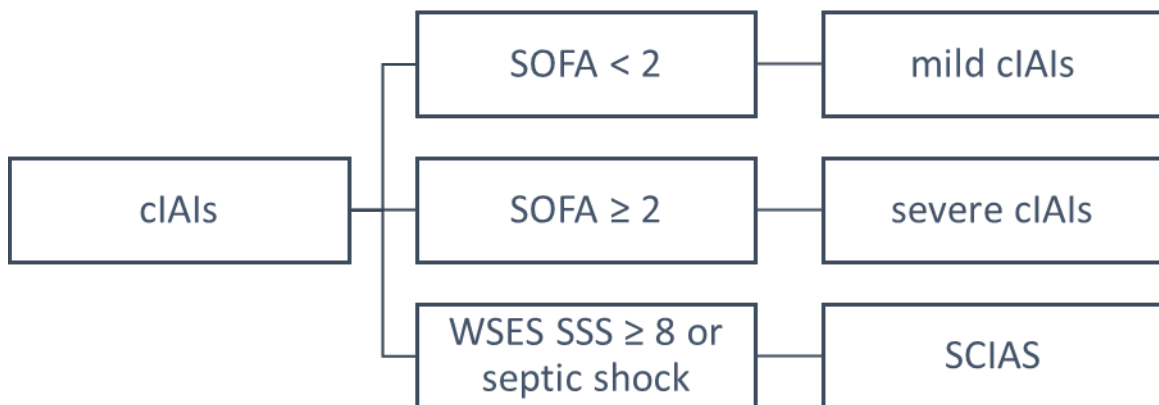 cIAIs
SOFA < 2
mild cIAIs
SOFA ≥ 2
severe cIAIs
WSES SSS ≥ 8 or
septic shock
SCIAS